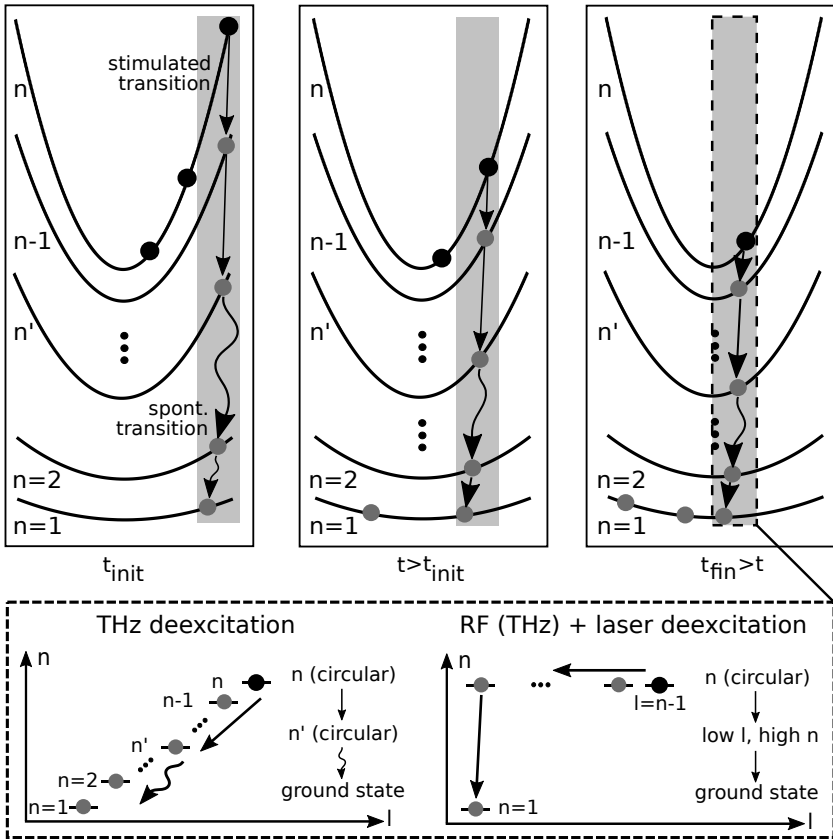 stimulated
transition
n
n-1
n'
spont.
transition
n=2
n=1
n
n-1
n'
n=2
n=1
n
n-1
n'
n=2
n=1
t_init
t>t_init
t_fin>t
THz deexcitation
n
n
n-1
n'
n=2
n=1
l
n (circular)
n' (circular)
ground state
RF (THz) + laser deexcitation
n
l=n-1
n=1
l
n (circular)
low l, high n
ground state